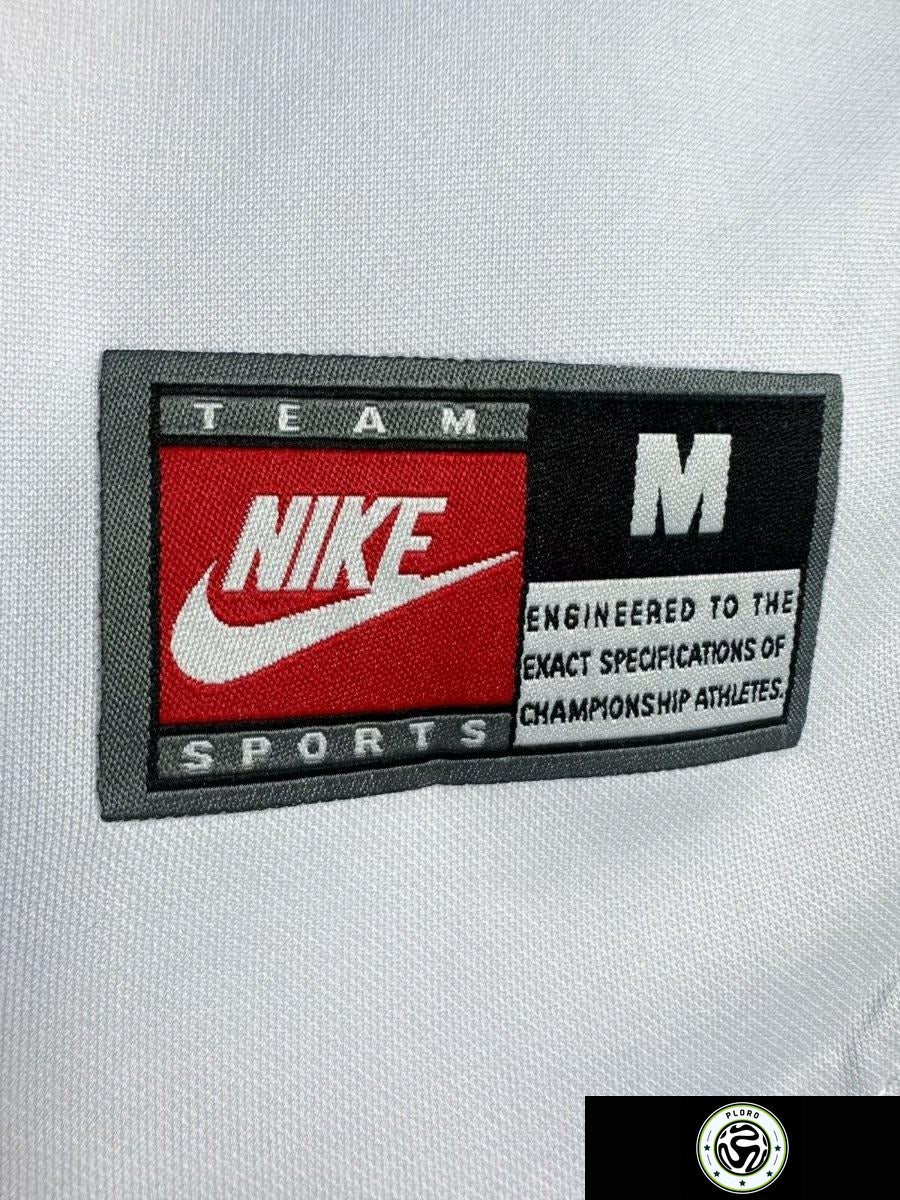 TEAM
NIKE
SPORTS
M
ENGINEERED TO THE
EXACT SPECIFICATIONS OF
CHAMPIONSHIP ATHLETES.
PLORO